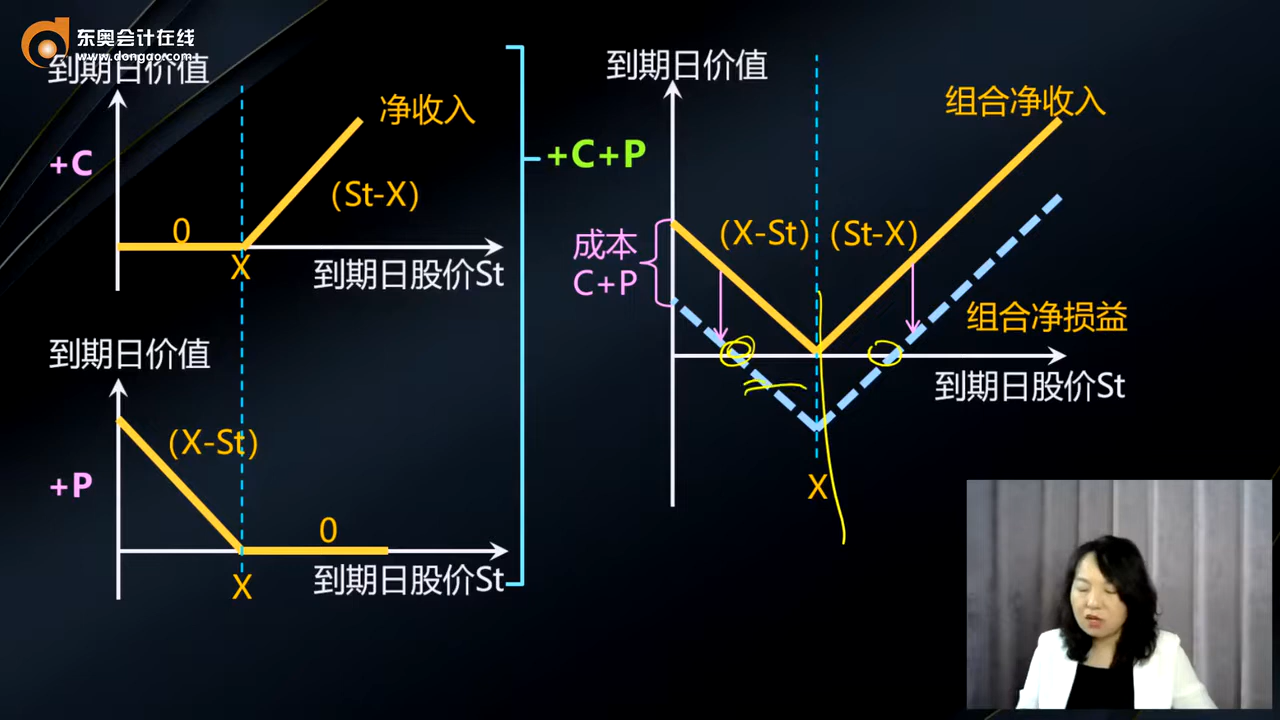 东奥会计在线
www.dongao.com
到期日价值
净收入
+C
(St-X)
0
X
到期日股价St
到期日价值
(X-St)
+P
0
X
到期日股价St
+C+P
到期日价值
组合净收入
(X-St)
(St-X)
成本
C+P
组合净损益
到期日股价St
X